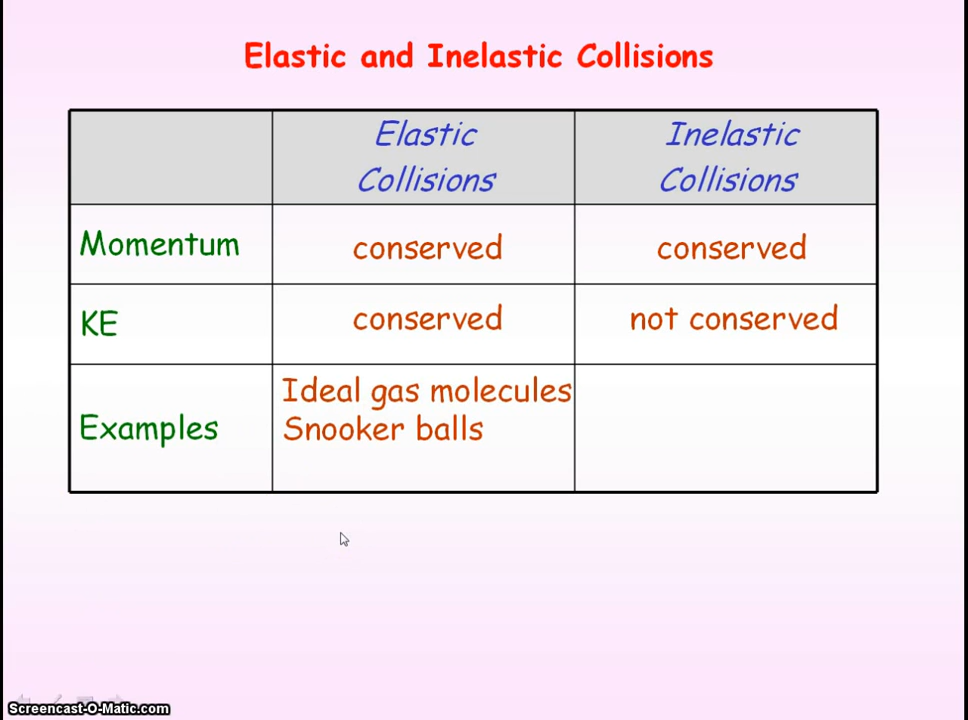 Elastic and Inelastic Collisions
Elastic
Collisions
Inelastic
Collisions
Momentum
conserved
conserved
KE
conserved
not conserved
Examples
Ideal gas molecules
Snooker balls
Screencast-O-Matic.com